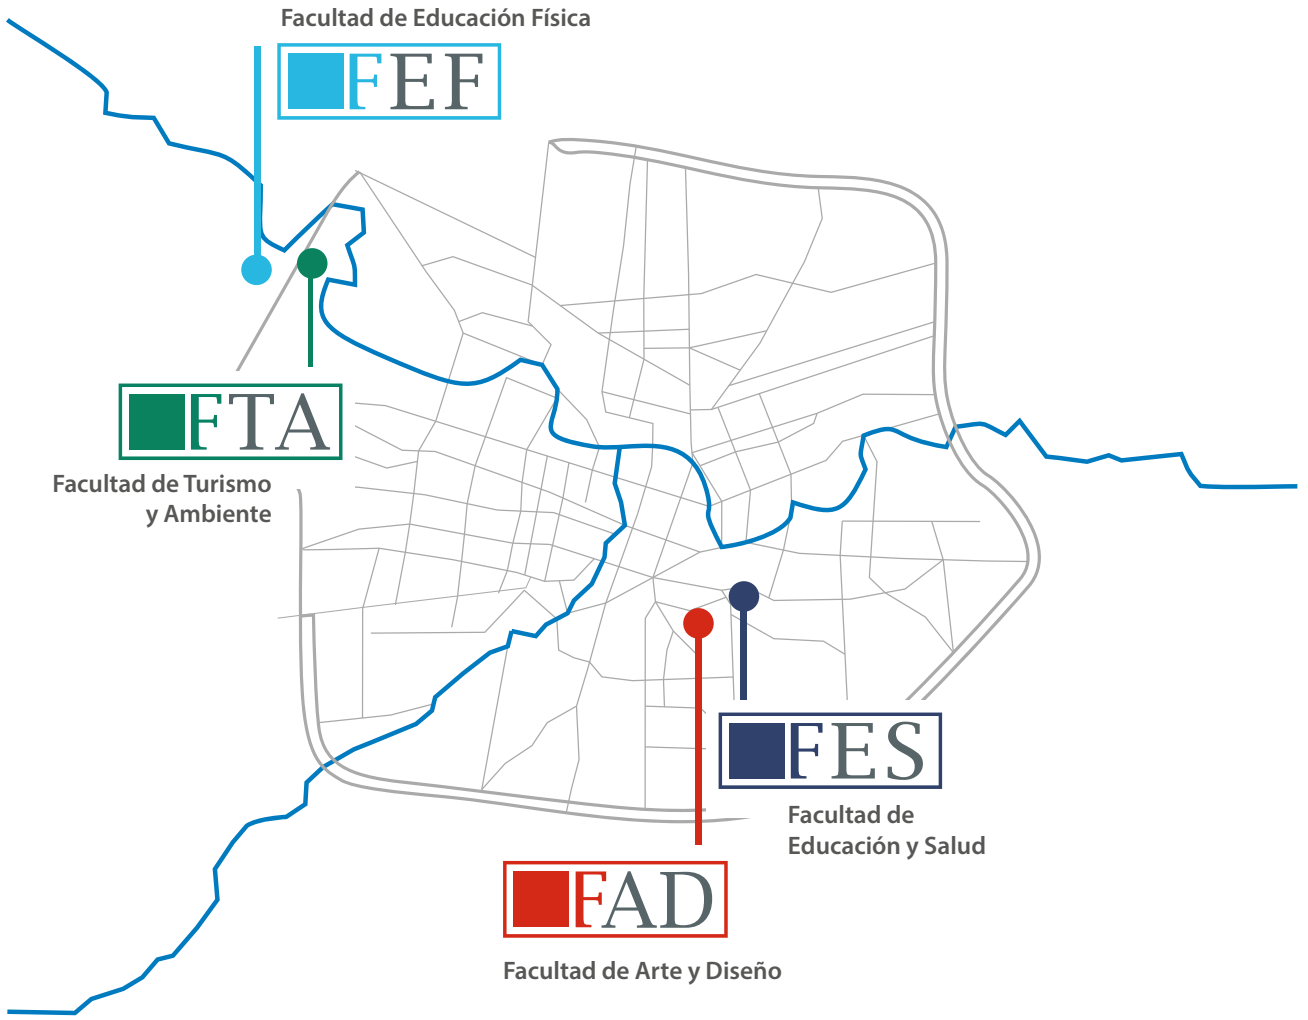 Facultad de Educación Física
FEF
FTA
Facultad de Turismo
y Ambiente
FES
Facultad de
Educación y Salud
FAD
Facultad de Arte y Diseño